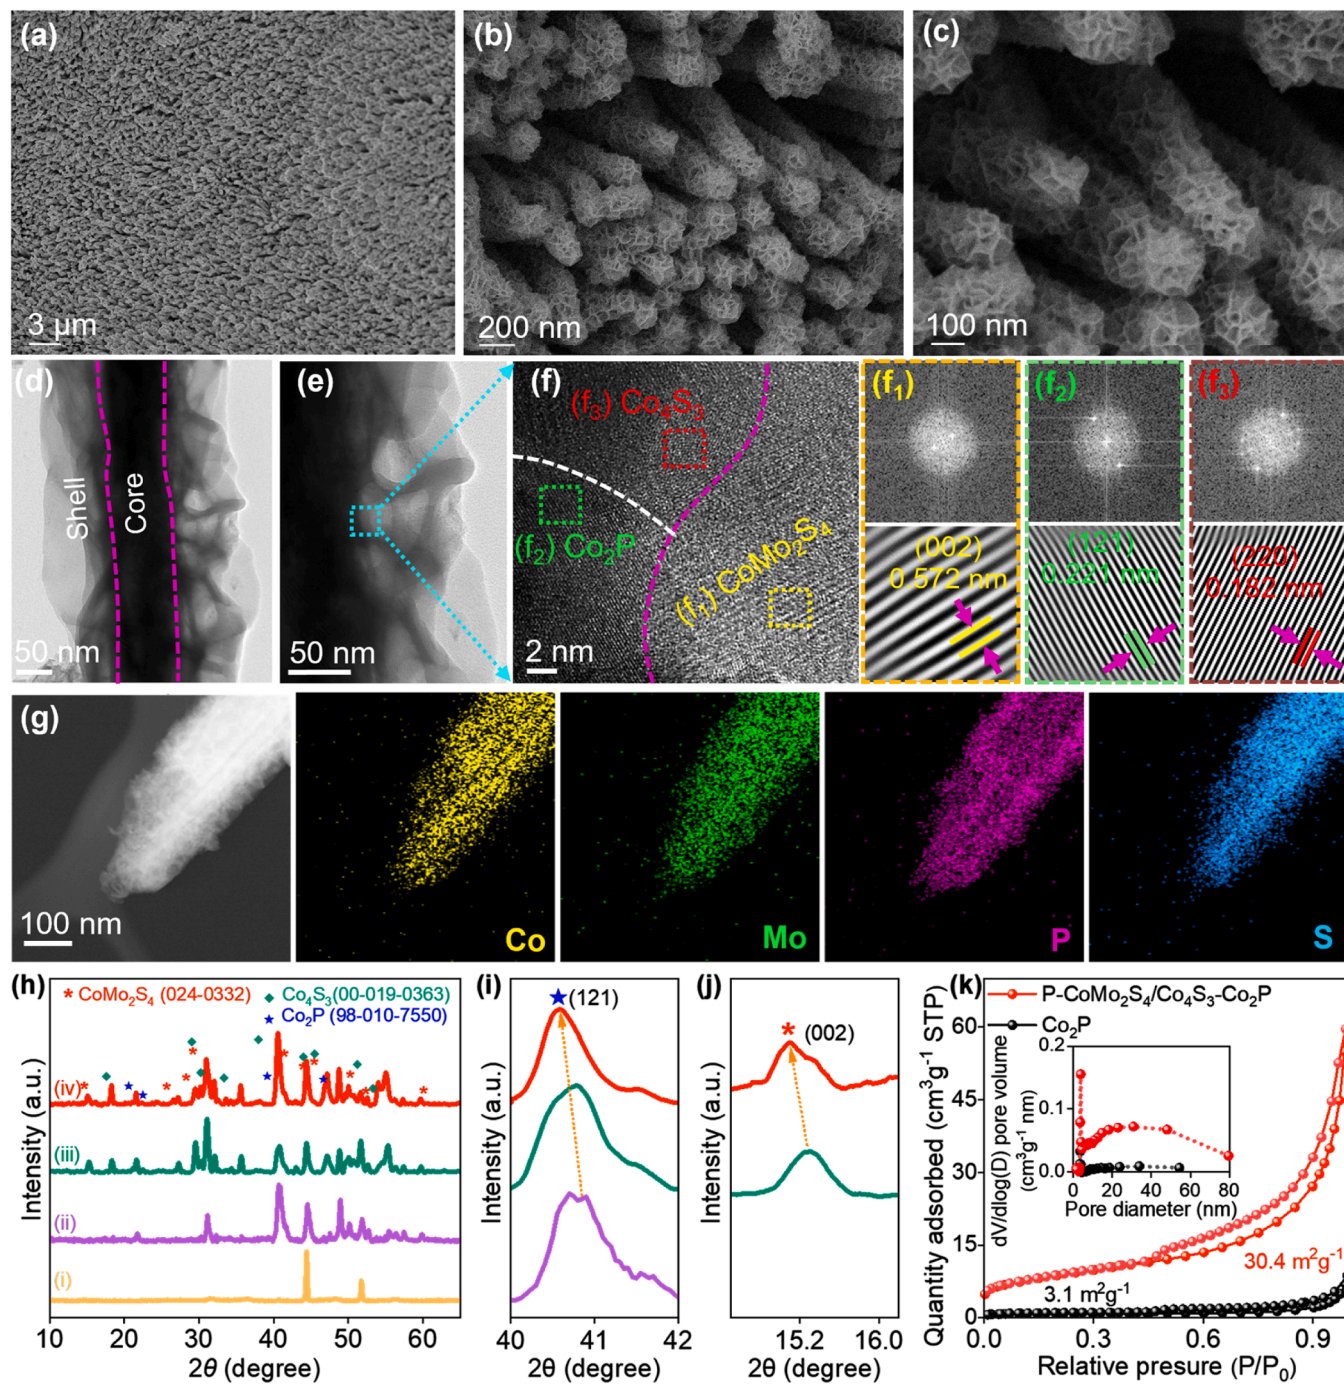 (a)
3 μm
(b)
200 nm
(c)
100 nm
(d)
Shell
Core
50 nm
(e)
50 nm
(f)
(f₃) Co₄S₃
(f₂) Co₂P
(f₁) CoMo₂S₄
2 nm
(f₁)
(002)
0.572 nm
(f₂)
(121)
0.221 nm
(f₃)
(220)
0.182 nm
(g)
100 nm
Co
Mo
P
S
(h)
* CoMo₂S₄ (024-0332)
◆ Co₄S₃(00-019-0363)
★ Co₂P (98-010-7550)
(iv)
(iii)
(ii)
(i)
Intensity (a.u.)
10 20 30 40 50 60
2θ (degree)
(i)
★ (121)
Intensity (a.u.)
40 41 42
2θ (degree)
(j)
* (002)
Intensity (a.u.)
15.2 16.0
2θ (degree)
(k)
P-CoMo₂S₄/Co₄S₃-Co₂P
Co₂P
Quantity adsorbed (cm³g⁻¹ STP)
60
45
30
15
0
dV/dlog(D) pore volume
(cm³g⁻¹ nm)
0.2
0.1
0.0
0 20 40 60 80
Pore diameter (nm)
30.4 m²g⁻¹
3.1 m²g⁻¹
0.0 0.3 0.6 0.9
Relative presure (P/P₀)